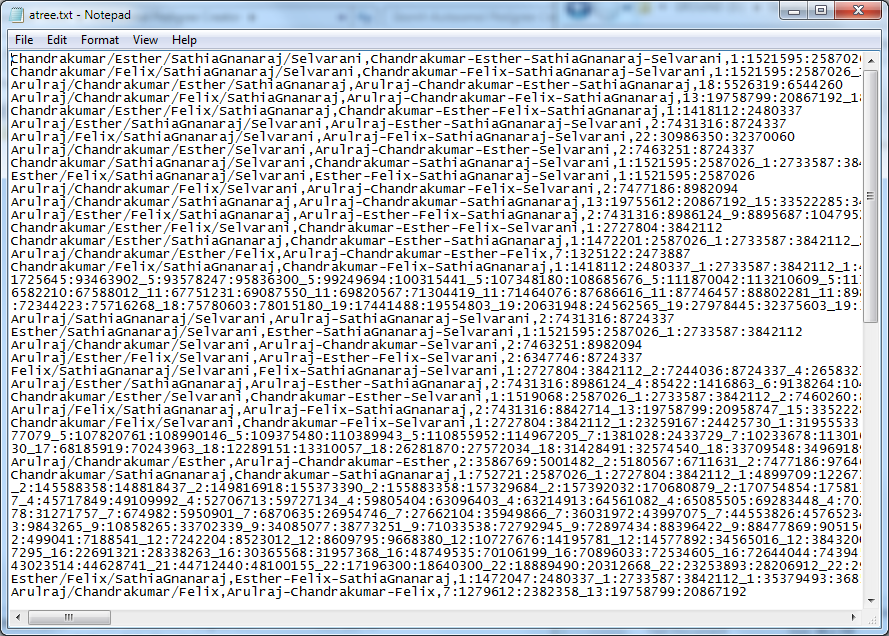 atree.txt - Notepad
File Edit Format View Help
Chandrakumar/Esther/SathiaGnanaraj/Selvarani,Chandrakumar-Esther-SathiaGnanaraj-Selvarani,1:1521595:2587026
Chandrakumar/Felix/SathiaGnanaraj/Selvarani,Chandrakumar-Felix-SathiaGnanaraj-Selvarani,1:1521595:2587026_1
Arulraj/Chandrakumar/Esther/SathiaGnanaraj,Arulraj-Chandrakumar-Esther-SathiaGnanaraj,18:5526319:6544260
Arulraj/Chandrakumar/Felix/SathiaGnanaraj,Arulraj-Chandrakumar-Felix-SathiaGnanaraj,13:19758799:20867192_18
Chandrakumar/Esther/Felix/SathiaGnanaraj,Chandrakumar-Esther-Felix-SathiaGnanaraj,1:1418112:2480337
Arulraj/Esther/SathiaGnanaraj/Selvarani,Arulraj-Esther-SathiaGnanaraj-Selvarani,2:7431316:8724337
Arulraj/Felix/SathiaGnanaraj/Selvarani,Arulraj-Felix-SathiaGnanaraj-Selvarani,22:30986350:32370060
Arulraj/Chandrakumar/Esther/Selvarani,Arulraj-Chandrakumar-Esther-Selvarani,2:7463251:8724337
Chandrakumar/SathiaGnanaraj/Selvarani,Chandrakumar-SathiaGnanaraj-Selvarani,1:1521595:2587026_1:2733587:384
Esther/Felix/SathiaGnanaraj/Selvarani,Esther-Felix-SathiaGnanaraj-Selvarani,1:1521595:2587026
Arulraj/Chandrakumar/Felix/Selvarani,Arulraj-Chandrakumar-Felix-Selvarani,2:7477186:8982094
Arulraj/Chandrakumar/SathiaGnanaraj,Arulraj-Chandrakumar-SathiaGnanaraj,13:19755612:20867192_15:33522285:34
Arulraj/Esther/Felix/SathiaGnanaraj,Arulraj-Esther-Felix-SathiaGnanaraj,2:7431316:8986124_9:8895687:1047952
Chandrakumar/Esther/Felix/Selvarani,Chandrakumar-Esther-Felix-Selvarani,1:2727804:3842112
Chandrakumar/Esther/SathiaGnanaraj,Chandrakumar-Esther-SathiaGnanaraj,1:1472201:2587026_1:2733587:3842112_2
Arulraj/Chandrakumar/Esther/Felix,Arulraj-Chandrakumar-Esther-Felix,7:1325122:2473887
Chandrakumar/Felix/SathiaGnanaraj,Chandrakumar-Felix-SathiaGnanaraj,1:1418112:2480337_1:2733587:3842112_1:4
1725645:93463902_5:93578247:95836300_5:99249694:100315441_5:107348180:108685676_5:111870042:113210609_5:111
6582210:67588012_11:67751231:69087550_11:69820567:71304419_11:71464076:87686616_11:87746457:88802281_11:898
:72344223:75716268_18:75780603:78015180_19:17441488:19554803_19:20631948:24562565_19:27978445:32375603_19:
Arulraj/SathiaGnanaraj/Selvarani,Arulraj-SathiaGnanaraj-Selvarani,2:7431316:8724337
Esther/SathiaGnanaraj/Selvarani,Esther-SathiaGnanaraj-Selvarani,1:1521595:2587026_1:2733587:3842112
Arulraj/Chandrakumar/Selvarani,Arulraj-Chandrakumar-Selvarani,2:7463251:8982094
Arulraj/Esther/Felix/Selvarani,Arulraj-Esther-Felix-Selvarani,2:6347746:8724337
Felix/SathiaGnanaraj/Selvarani,Felix-SathiaGnanaraj-Selvarani,1:2727804:3842112_2:7244036:8724337_4:265832
Arulraj/Esther/SathiaGnanaraj,Arulraj-Esther-SathiaGnanaraj,2:7431316:8986124_4:85422:1416863_6:9138264:104
Chandrakumar/Esther/Selvarani,Chandrakumar-Esther-Selvarani,1:1519068:2587026_1:2733587:3842112_2:7460260:8
Arulraj/Felix/SathiaGnanaraj,Arulraj-Felix-SathiaGnanaraj,2:7431316:8842714_13:19758799:20958747_15:3352228
Chandrakumar/Felix/Selvarani,Chandrakumar-Felix-Selvarani,1:2727804:3842112_1:23259167:24425730_1:31955533
77079_5:107820761:108990146_5:109375480:110389943_5:110855952:114967205_7:1381028:2433729_7:10233678:113016
30_17:68185919:70243963_18:12289151:13310057_18:26281870:27572034_18:31428491:32574540_18:33709548:34969189
Arulraj/Chandrakumar/Esther,Arulraj-Chandrakumar-Esther,2:3586769:5001482_2:5180567:6711631_2:7477186:97646
Chandrakumar/SathiaGnanaraj,Chandrakumar-SathiaGnanaraj,1:752721:2587026_1:2727804:3842112_1:4899709:122677
_2:145588358:148818437_2:149816918:155373390_2:155883358:157329684_2:157392032:170680879_2:170754854:17581
7_4:45717849:49109992_4:52706713:59727134_4:59805404:63096403_4:63214913:64561082_4:65085505:69283448_4:702
78:31271757_7:674982:5950901_7:6870635:26954746_7:27662104:35949866_7:36031972:43997075_7:44553826:45765234
3:9843265_9:10858265:33702339_9:34085077:38773251_9:71033538:72792945_9:72897434:88396422_9:88477869:905156
2:499041:7188541_12:7242204:8523012_12:8609795:9668380_12:10727676:14195781_12:14577892:34565016_12:3843200
7295_16:22691321:28338263_16:30365568:31957368_16:48749535:70106199_16:70896033:72534605_16:72644044:74394
43023514:44628741_21:44712440:48100155_22:17196300:18640300_22:18889490:20312668_22:23253893:28206912_22:29
Esther/Felix/SathiaGnanaraj,Esther-Felix-SathiaGnanaraj,1:1472047:2480337_1:2733587:3842112_1:35379493:368
Arulraj/Chandrakumar/Felix,Arulraj-Chandrakumar-Felix,7:1279612:2382358_13:19758799:20867192